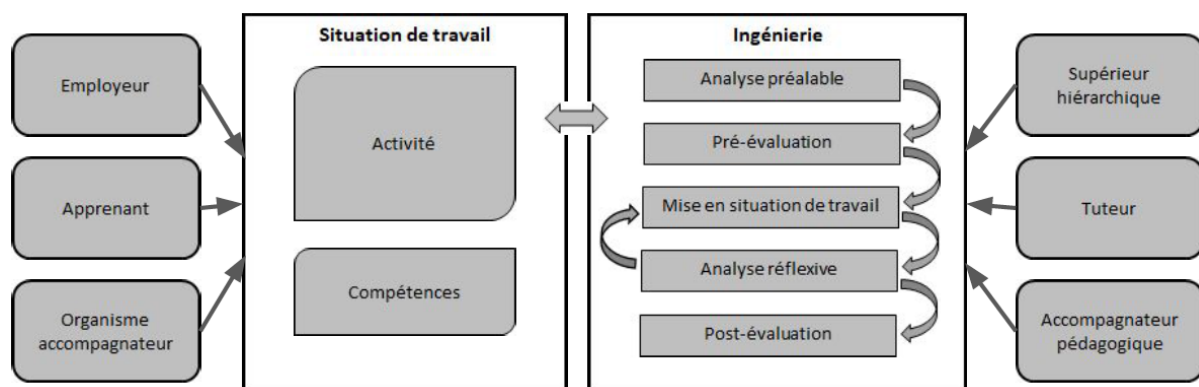 Employeur
Apprenant
Organisme
accompagnateur
Situation de travail
Activité
Compétences
Ingénierie
Analyse préalable
Pré-évaluation
Mise en situation de travail
Analyse réflexive
Post-évaluation
Supérieur
hiérarchique
Tuteur
Accompagnateur
pédagogique